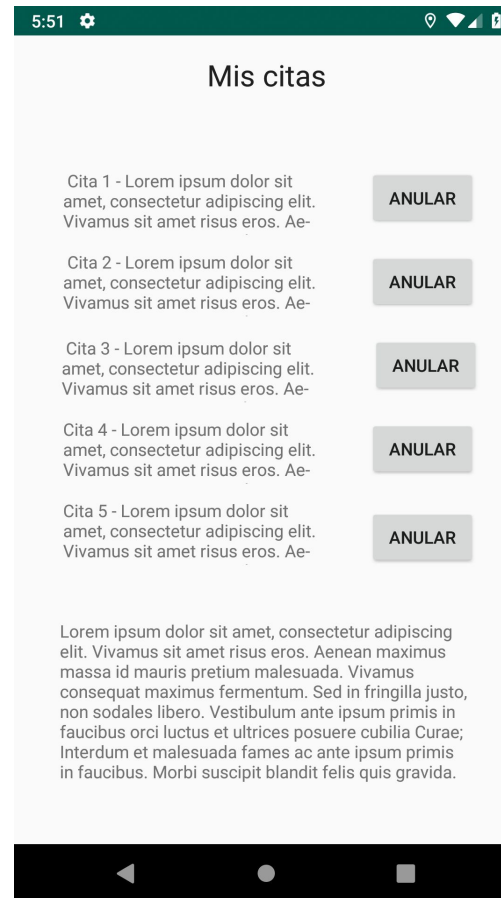 5:51
Mis citas
Cita 1 - Lorem ipsum dolor sit
amet, consectetur adipiscing elit.
Vivamus sit amet risus eros. Ae-
ANULAR
Cita 2 - Lorem ipsum dolor sit
amet, consectetur adipiscing elit.
Vivamus sit amet risus eros. Ae-
ANULAR
Cita 3 - Lorem ipsum dolor sit
amet, consectetur adipiscing elit.
Vivamus sit amet risus eros. Ae-
ANULAR
Cita 4 - Lorem ipsum dolor sit
amet, consectetur adipiscing elit.
Vivamus sit amet risus eros. Ae-
ANULAR
Cita 5 - Lorem ipsum dolor sit
amet, consectetur adipiscing elit.
Vivamus sit amet risus eros. Ae-
ANULAR
Lorem ipsum dolor sit amet, consectetur adipiscing
elit. Vivamus sit amet risus eros. Aenean maximus
massa id mauris pretium malesuada. Vivamus
consequat maximus fermentum. Sed in fringilla justo,
non sodales libero. Vestibulum ante ipsum primis in
faucibus orci luctus et ultrices posuere cubilia Curae;
Interdum et malesuada fames ac ante ipsum primis
in faucibus. Morbi suscipit blandit felis quis gravida.